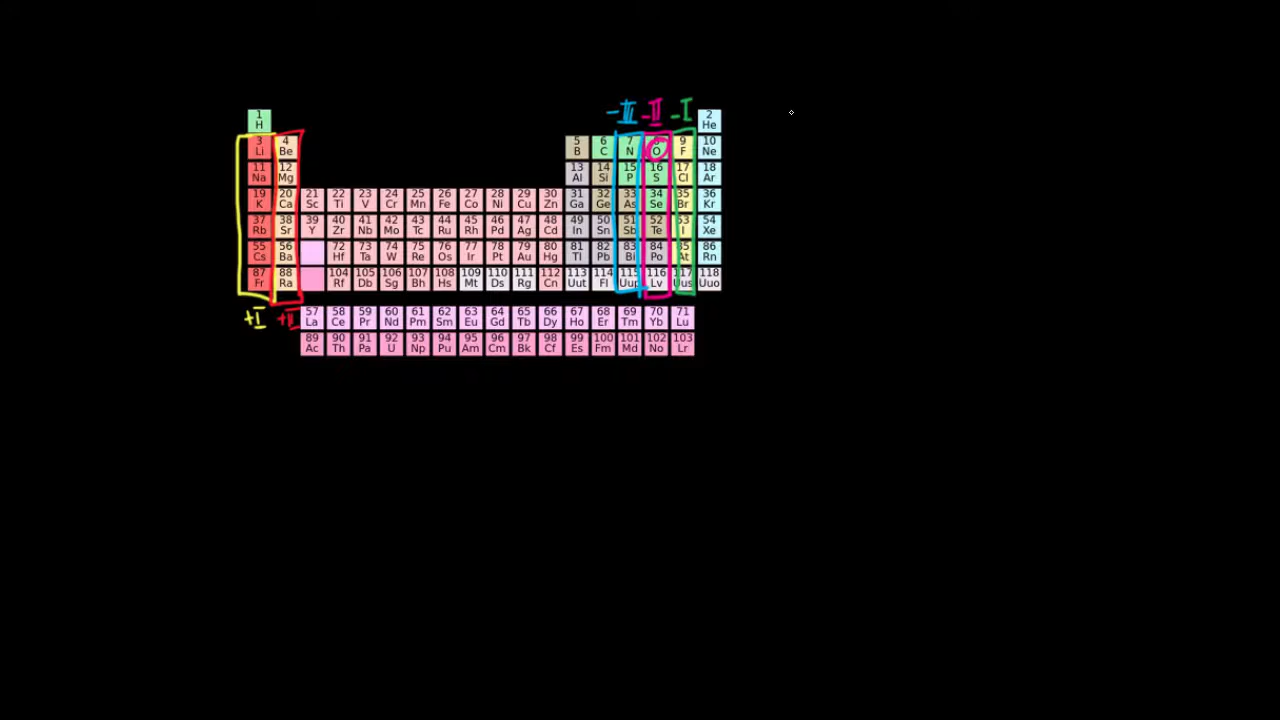 -III -II -I
1 2
H He
3 4 5 6 7 8 9 10
Li Be B C N O F Ne
11 12 13 14 15 16 17 18
Na Mg Al Si P S Cl Ar
19 20 21 22 23 24 25 26 27 28 29 30 31 32 33 34 35 36
K Ca Sc Ti V Cr Mn Fe Co Ni Cu Zn Ga Ge As Se Br Kr
37 38 39 40 41 42 43 44 45 46 47 48 49 50 51 52 53 54
Rb Sr Y Zr Nb Mo Tc Ru Rh Pd Ag Cd In Sn Sb Te I Xe
55 56 72 73 74 75 76 77 78 79 80 81 82 83 84 85 86
Cs Ba Hf Ta W Re Os Ir Pt Au Hg Tl Pb Bi Po At Rn
87 88 104 105 106 107 108 109 110 111 112 113 114 115 116 117 118
Fr Ra Rf Db Sg Bh Hs Mt Ds Rg Cn Uut Fl Uup Lv Uus Uuo
+I +II
57 58 59 60 61 62 63 64 65 66 67 68 69 70 71
La Ce Pr Nd Pm Sm Eu Gd Tb Dy Ho Er Tm Yb Lu
89 90 91 92 93 94 95 96 97 98 99 100 101 102 103
Ac Th Pa U Np Pu Am Cm Bk Cf Es Fm Md No Lr